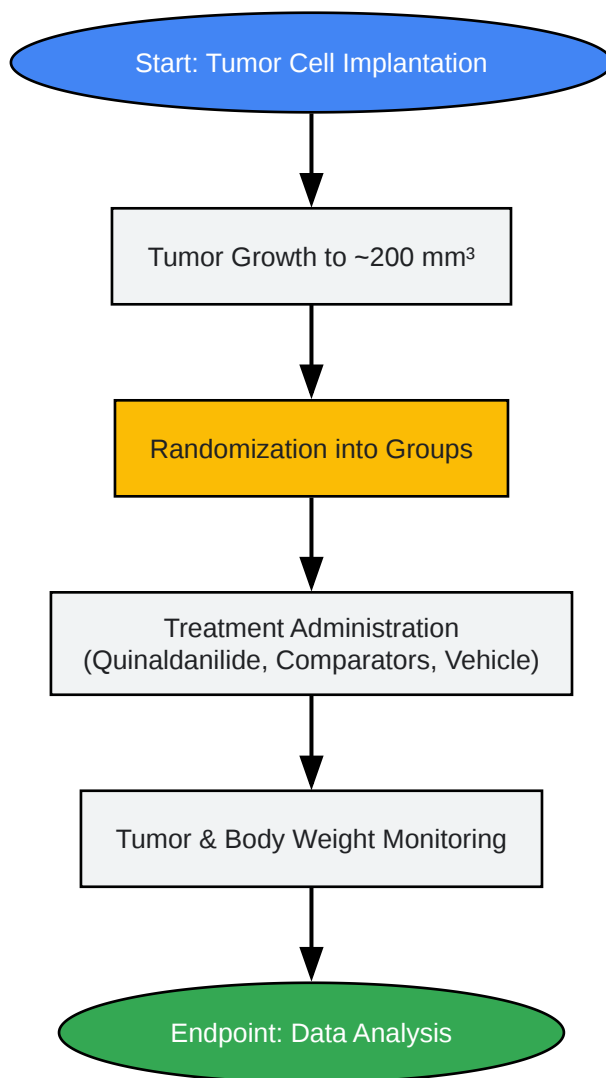 Start: Tumor Cell Implantation
Tumor Growth to ~200 mm³
Randomization into Groups
Treatment Administration
(Quinaldanilide, Comparators, Vehicle)
Tumor & Body Weight Monitoring
Endpoint: Data Analysis